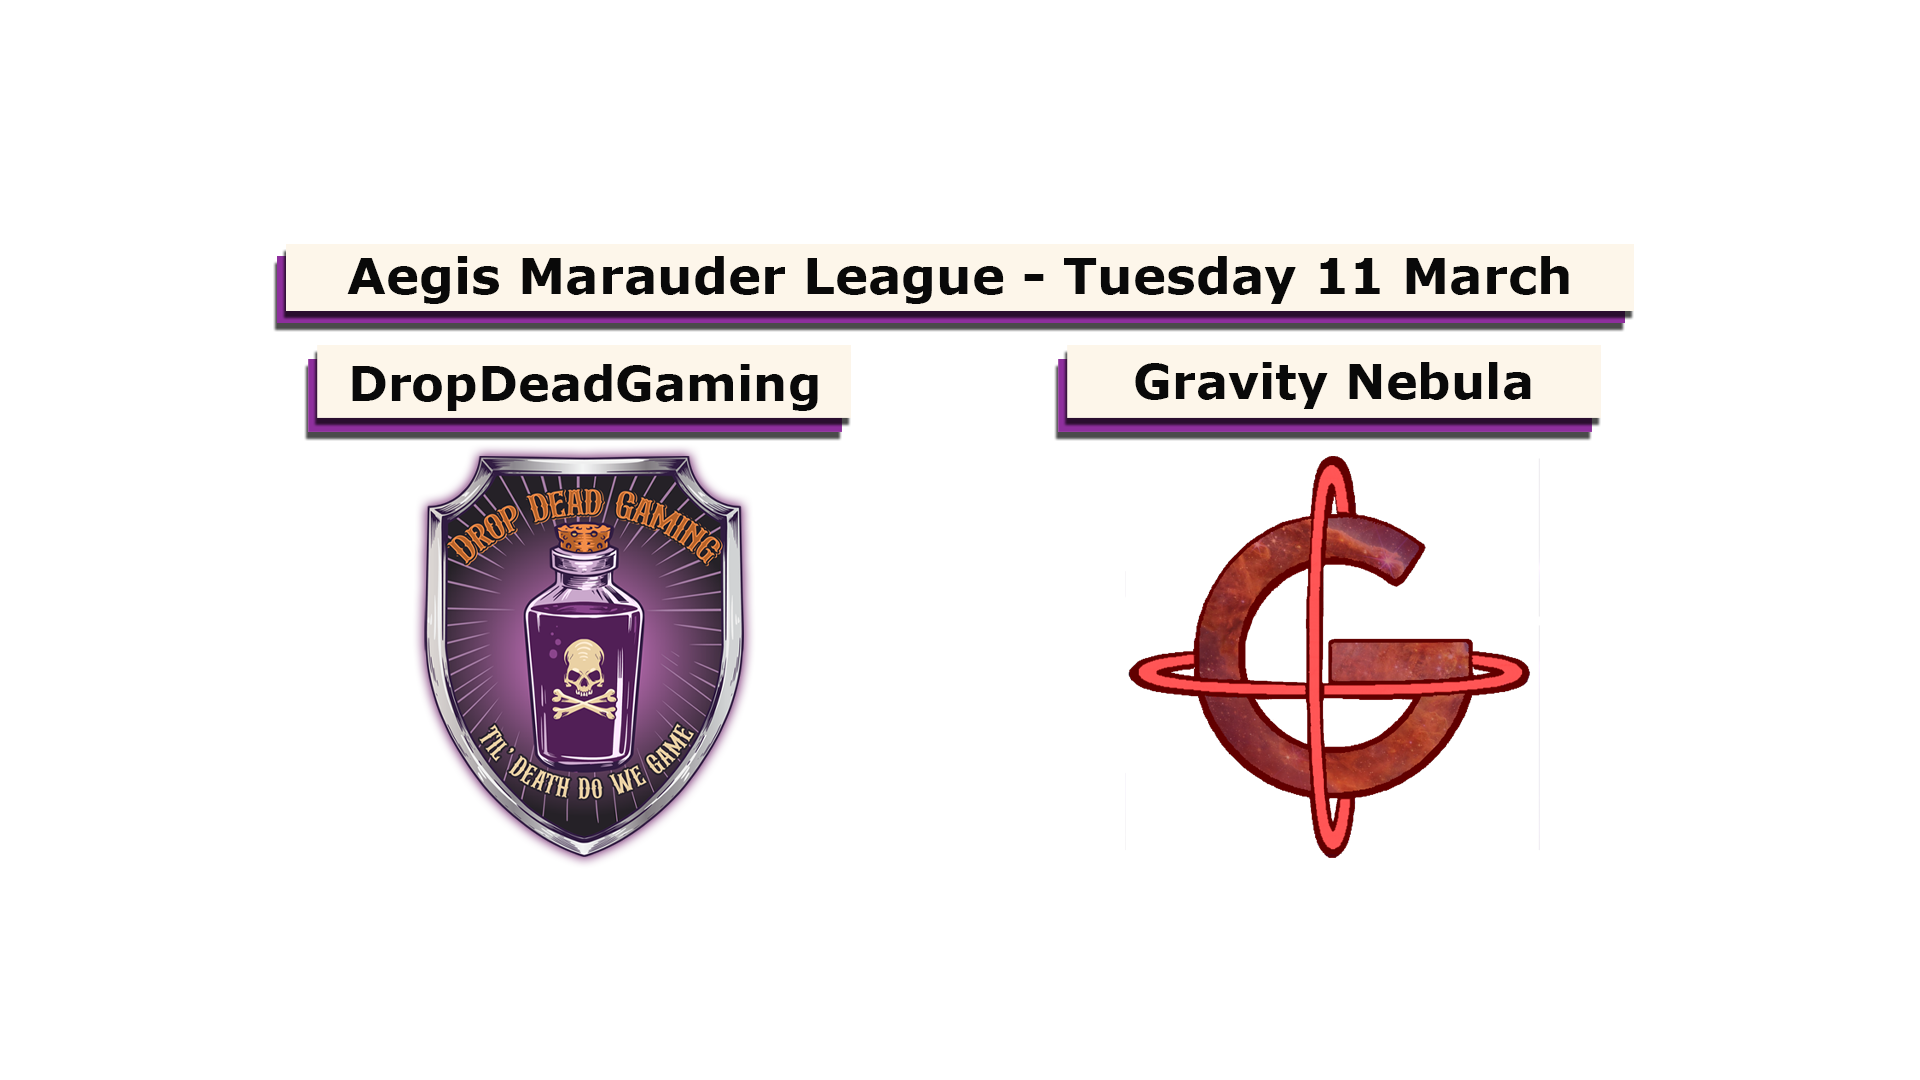 Aegis Marauder League - Tuesday 11 March
DropDeadGaming
Gravity Nebula
DROP DEAD GAMING
TIL' DEATH DO WE GAME